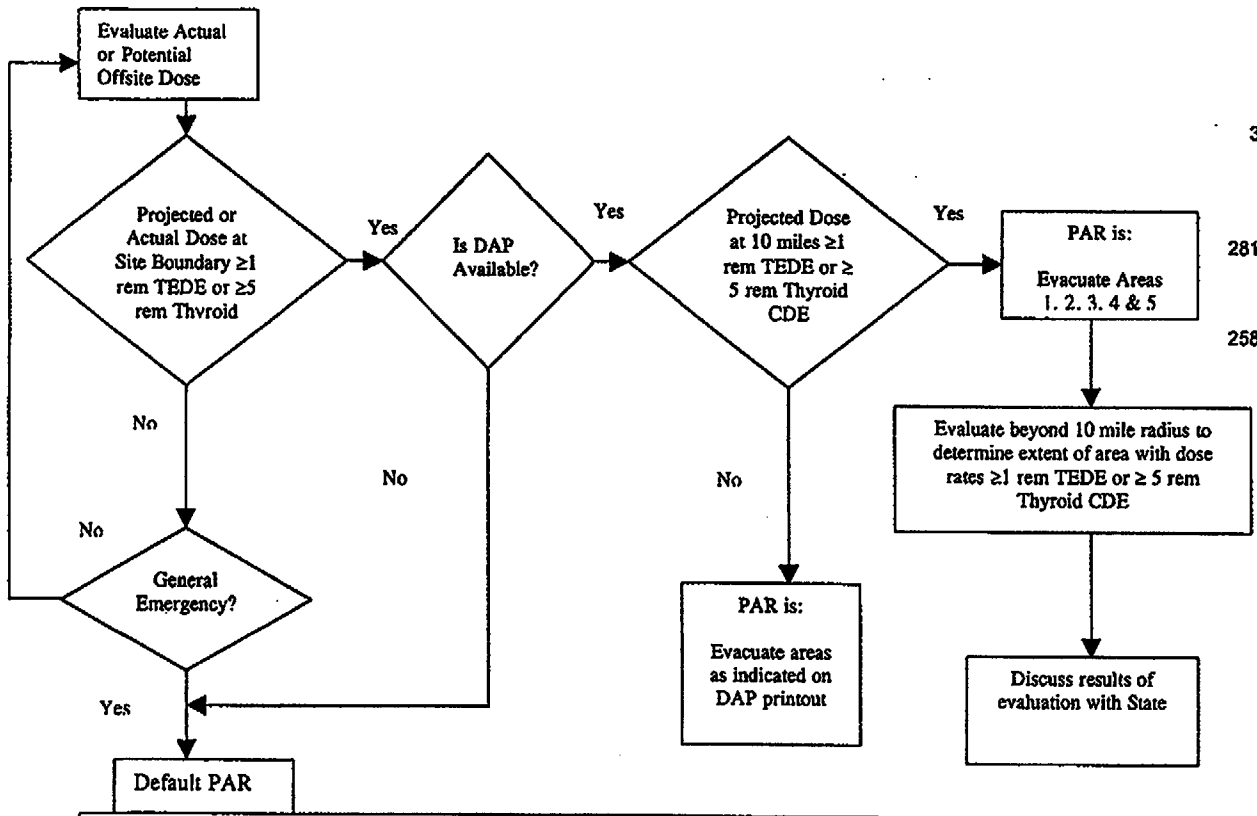 Evaluate Actual
or Potential
Offsite Dose
Projected or
Actual Dose at
Site Boundary ≥1
rem TEDE or ≥5
rem Thyroid
Yes
Is DAP
Available?
Yes
Projected Dose
at 10 miles ≥1
rem TEDE or ≥
5 rem Thyroid
CDE
Yes
PAR is:
Evacuate Areas
1. 2. 3. 4 & 5
3
281
258
No
No
No
Evaluate beyond 10 mile radius to
determine extent of area with dose
rates ≥1 rem TEDE or ≥ 5 rem
Thyroid CDE
No
General
Emergency?
PAR is:
Evacuate areas
as indicated on
DAP printout
Discuss results of
evaluation with State
Yes
Default PAR